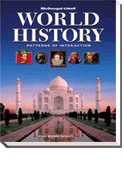 McDougal Littell
WORLD
HISTORY
PATTERNS OF INTERACTION